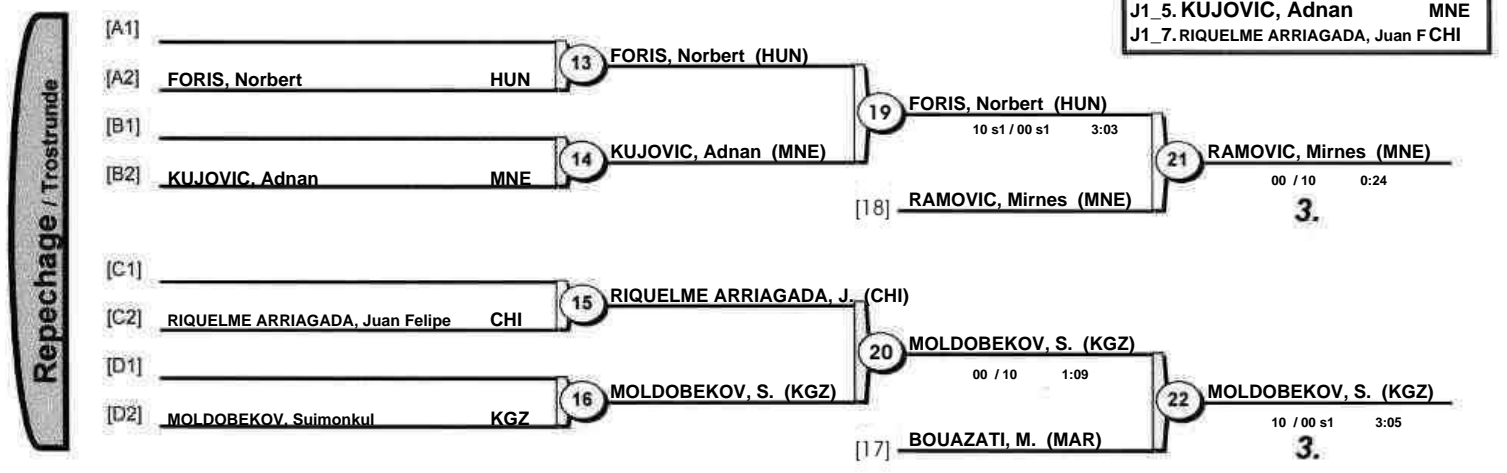 J1_5. KUJOVIC, Adnan MNE
J1_7. RIQUELME ARRIAGADA, Juan F CHI
Repechage / Trostrunde
[A1]
[A2] FORIS, Norbert HUN
13 FORIS, Norbert (HUN)
[B1]
[B2] KUJOVIC, Adnan MNE
14 KUJOVIC, Adnan (MNE)
19 FORIS, Norbert (HUN)
10 s1 / 00 s1 3:03
[18] RAMOVIC, Mirnes (MNE)
21 RAMOVIC, Mirnes (MNE)
00 / 10 0:24
3.
[C1]
[C2] RIQUELME ARRIAGADA, Juan Felipe CHI
15 RIQUELME ARRIAGADA, J. (CHI)
[D1]
[D2] MOLDOBEKOV, Suimonkul KGZ
16 MOLDOBEKOV, S. (KGZ)
20 MOLDOBEKOV, S. (KGZ)
00 / 10 1:09
[17] BOUAZATI, M. (MAR)
22 MOLDOBEKOV, S. (KGZ)
10 / 00 s1 3:05
3.